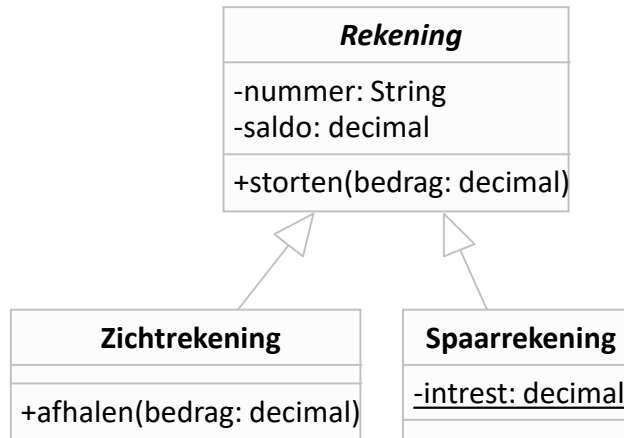 Rekening
-nummer: String
-saldo: decimal
+storten(bedrag: decimal)
Zichtrekening
+afhalen(bedrag: decimal)
Spaarrekening
-intrest: decimal